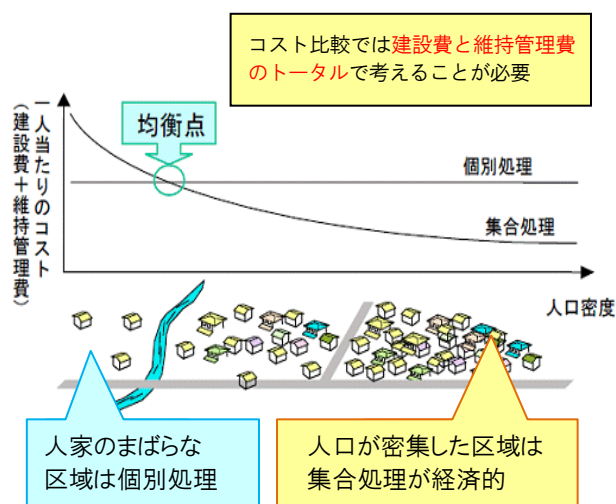 コスト比較では建設費と維持管理費
のトータルで考えることが必要
一人当たりのコスト
(建設費+維持管理費)
均衡点
個別処理
集合処理
人口密度
人家のまばらな
区域は個別処理
人口が密集した区域は
集合処理が経済的